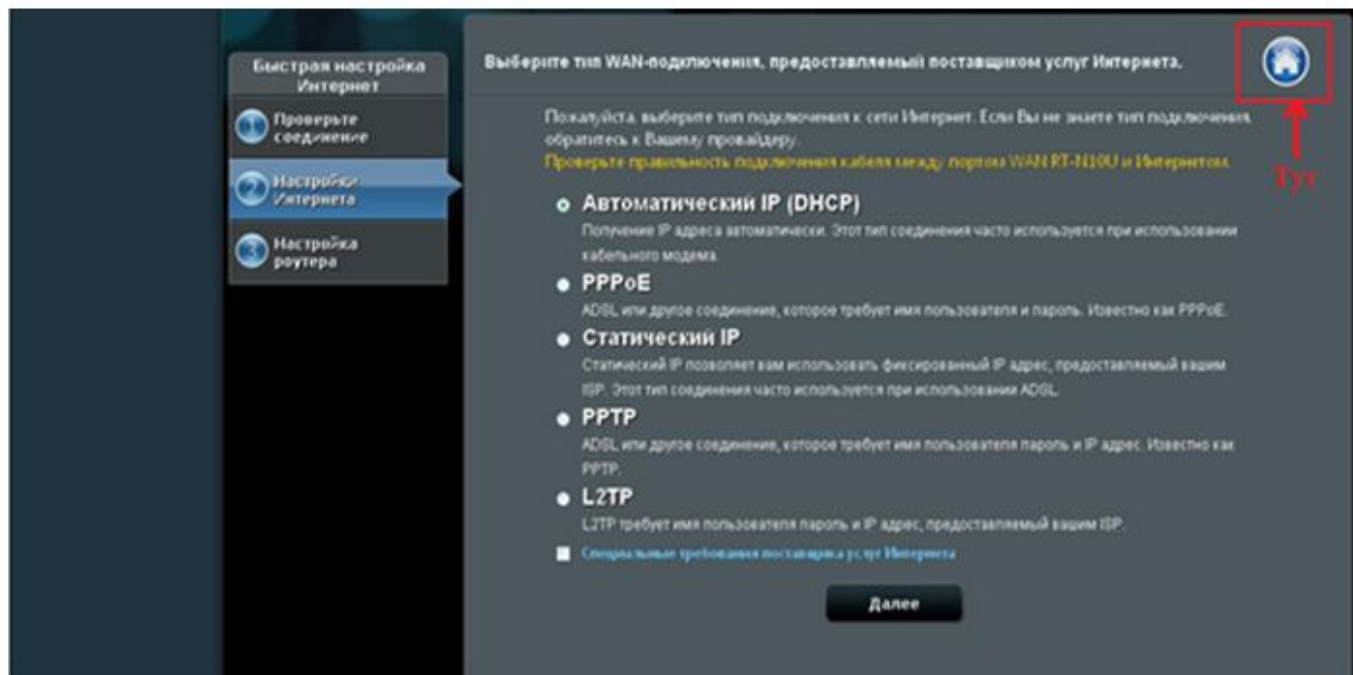 Быстрая настройка
Интернет
1 Проверьте
соединение
2 Настройки
Интернета
3 Настройка
роутера
Выберите тип WAN-подключения, предоставляемый поставщиком услуг Интернета.
Тут
Пожалуйста, выберите тип подключения к сети Интернет. Если Вы не знаете тип подключения,
обратитесь к Вашему провайдеру.
Проверьте правильность подключения кабеля между портом WAN RT-N10U и Интернетом.
Автоматический IP (DHCP)
Получение IP адреса автоматически. Этот тип соединения часто используется при использовании
кабельного модема.
PPPoE
ADSL или другое соединение, которое требует имя пользователя и пароль. Известно как PPPoE.
Статический IP
Статический IP позволяет вам использовать фиксированный IP адрес, предоставляемый вашим
ISP. Этот тип соединения часто используется при использовании ADSL.
PPTP
ADSL или другое соединение, которое требует имя пользователя пароль и IP адрес. Известно как
PPTP.
L2TP
L2TP требует имя пользователя пароль и IP адрес, предоставляемый вашим ISP.
Специальные требования поставщика услуг Интернета
Далее